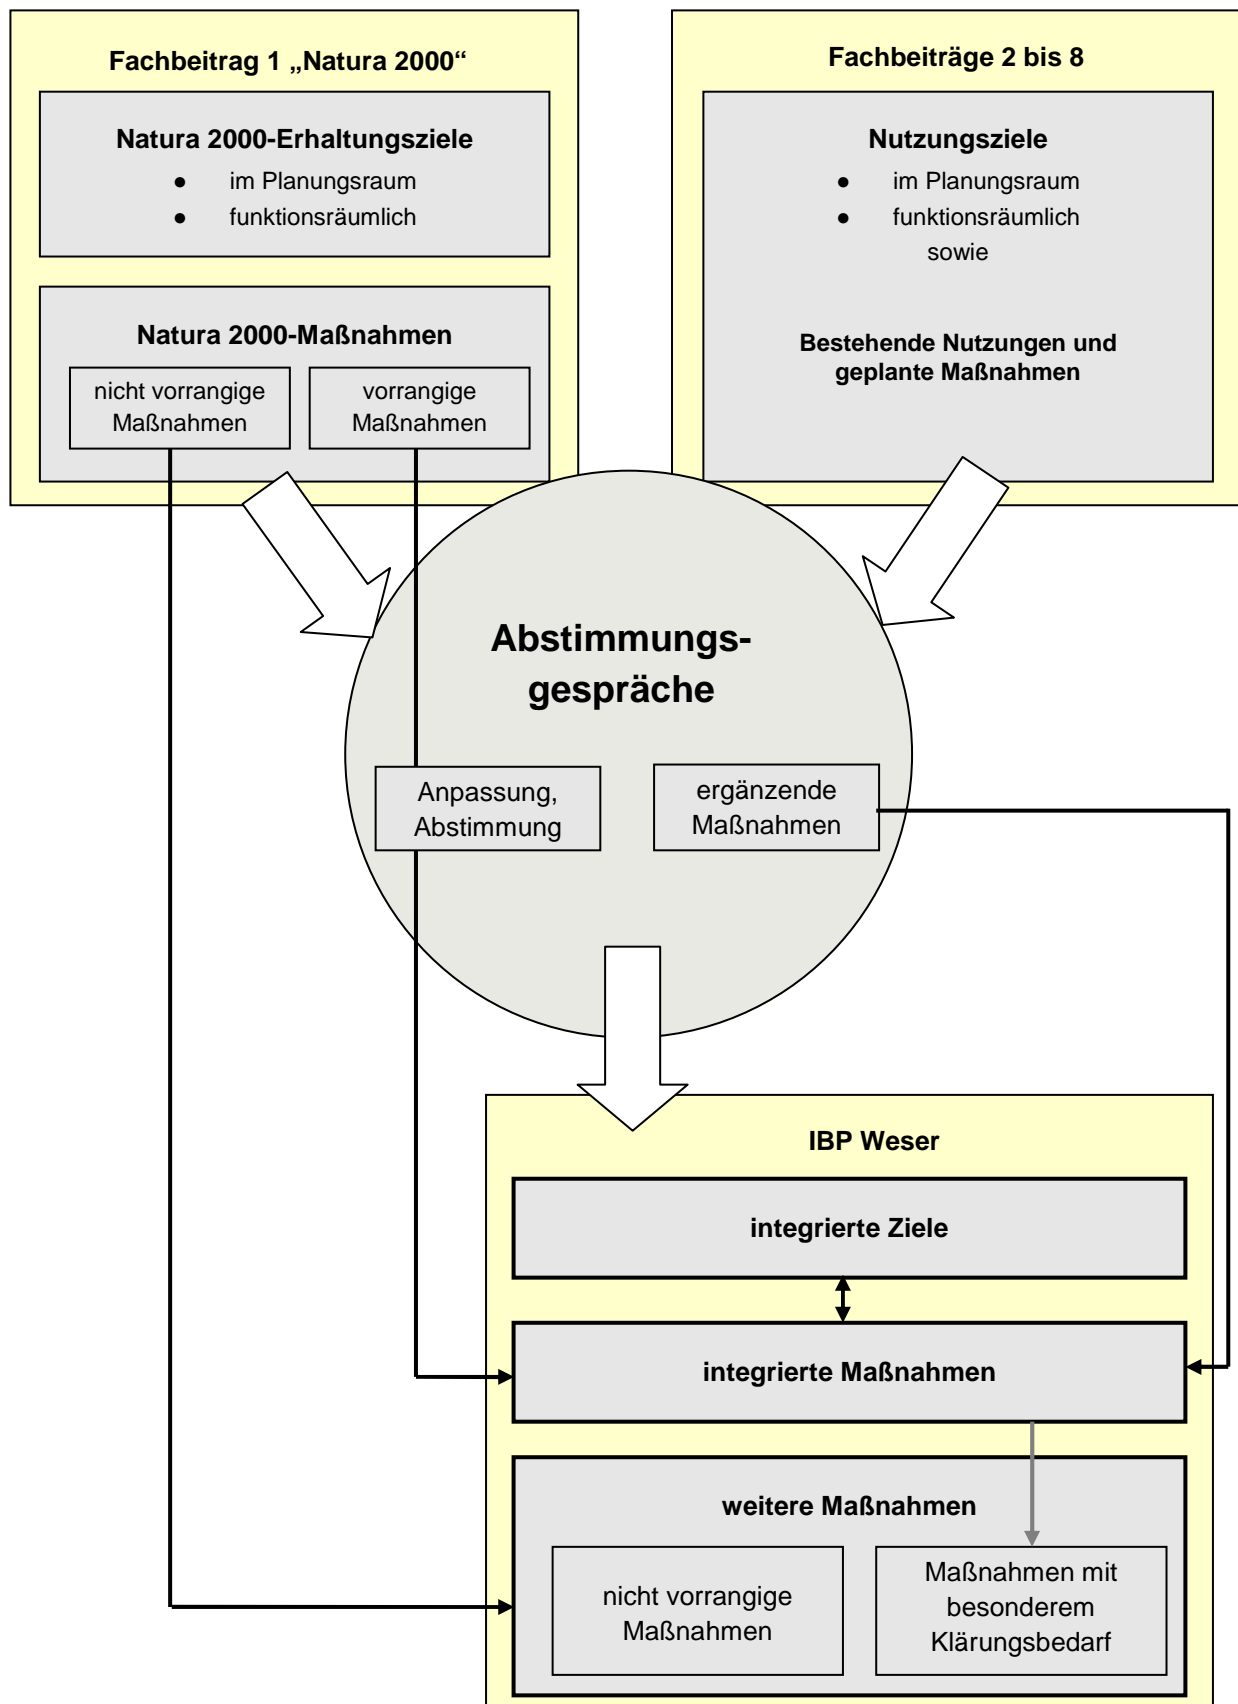 Fachbeitrag 1 „Natura 2000“
Natura 2000-Erhaltungsziele
● im Planungsraum
● funktionsräumlich
Natura 2000-Maßnahmen
nicht vorrangige
Maßnahmen
vorrangige
Maßnahmen
Fachbeiträge 2 bis 8
Nutzungsziele
● im Planungsraum
● funktionsräumlich
sowie
Bestehende Nutzungen und
geplante Maßnahmen
Abstimmungs-
gespräche
Anpassung,
Abstimmung
ergänzende
Maßnahmen
IBP Weser
integrierte Ziele
integrierte Maßnahmen
weitere Maßnahmen
nicht vorrangige
Maßnahmen
Maßnahmen mit
besonderem
Klärungsbedarf